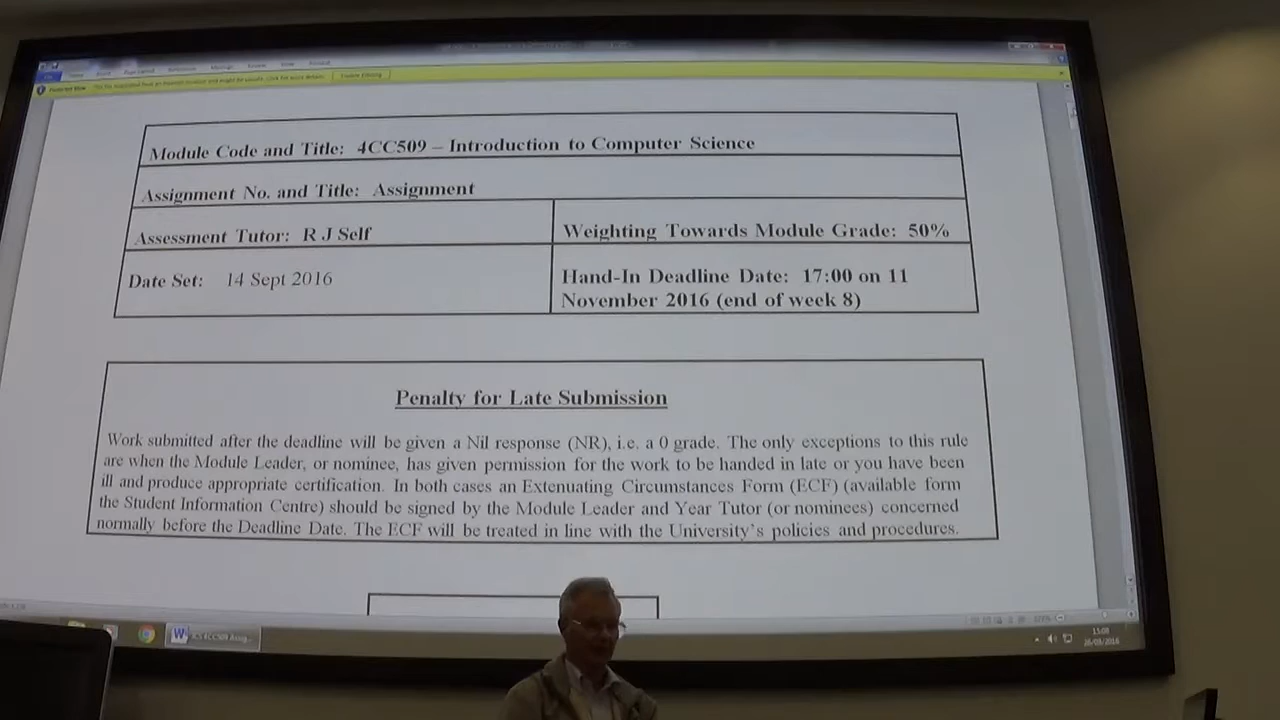 Module Code and Title: 4CC509 – Introduction to Computer Science
Assignment No. and Title: Assignment
Assessment Tutor: R J Self
Weighting Towards Module Grade: 50%
Date Set: 14 Sept 2016
Hand-In Deadline Date: 17:00 on 11
November 2016 (end of week 8)
Penalty for Late Submission
Work submitted after the deadline will be given a Nil response (NR), i.e. a 0 grade. The only exceptions to this rule
are when the Module Leader, or nominee, has given permission for the work to be handed in late or you have been
ill and produce appropriate certification. In both cases an Extenuating Circumstances Form (ECF) (available form
the Student Information Centre) should be signed by the Module Leader and Year Tutor (or nominees) concerned
normally before the Deadline Date. The ECF will be treated in line with the University's policies and procedures.
15:08